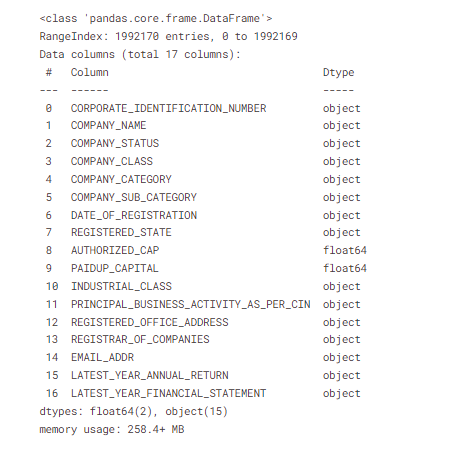 <class 'pandas.core.frame.DataFrame'>
RangeIndex: 1992170 entries, 0 to 1992169
Data columns (total 17 columns):
 #   Column                               Dtype
---  ------                               -----
 0   CORPORATE_IDENTIFICATION_NUMBER      object
 1   COMPANY_NAME                         object
 2   COMPANY_STATUS                       object
 3   COMPANY_CLASS                        object
 4   COMPANY_CATEGORY                     object
 5   COMPANY_SUB_CATEGORY                 object
 6   DATE_OF_REGISTRATION                 object
 7   REGISTERED_STATE                     object
 8   AUTHORIZED_CAP                       float64
 9   PAIDUP_CAPITAL                       float64
 10  INDUSTRIAL_CLASS                     object
 11  PRINCIPAL_BUSINESS_ACTIVITY_AS_PER_CIN  object
 12  REGISTERED_OFFICE_ADDRESS            object
 13  REGISTRAR_OF_COMPANIES               object
 14  EMAIL_ADDR                           object
 15  LATEST_YEAR_ANNUAL_RETURN            object
 16  LATEST_YEAR_FINANCIAL_STATEMENT      object
dtypes: float64(2), object(15)
memory usage: 258.4+ MB